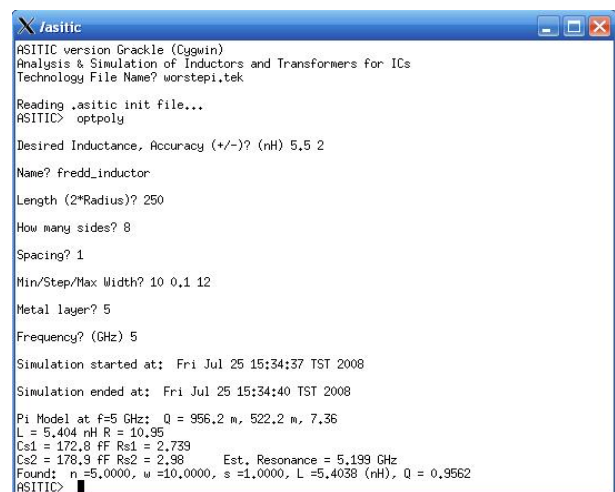 /asitic
ASITIC version Grackle (Cygwin)
Analysis & Simulation of Inductors and Transformers for ICs
Technology File Name? worstepi.tek
Reading .asitic init file...
ASITIC> optpoly
Desired Inductance, Accuracy (+/-)? (nH) 5.5 2
Name? fredd_inductor
Length (2*Radius)? 250
How many sides? 8
Spacing? 1
Min/Step/Max Width? 10 0.1 12
Metal layer? 5
Frequency? (GHz) 5
Simulation started at: Fri Jul 25 15:34:37 TST 2008
Simulation ended at: Fri Jul 25 15:34:40 TST 2008
Pi Model at f=5 GHz: Q = 956.2 m, 522.2 m, 7.36
L = 5.404 nH R = 10.95
Cs1 = 172.8 fF Rs1 = 2.739
Cs2 = 178.9 fF Rs2 = 2.98 Est. Resonance = 5.199 GHz
Found: n =5.0000, w =10.0000, s =1.0000, L =5.4038 (nH), Q = 0.9562
ASITIC>